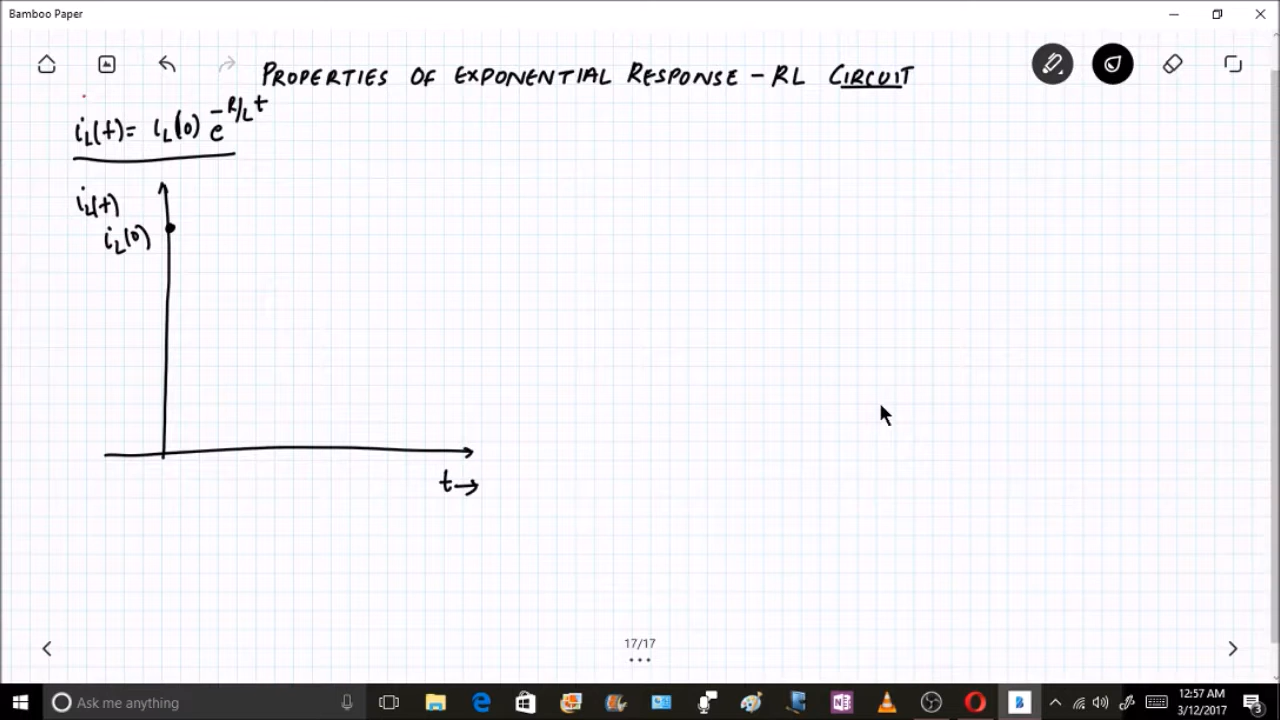 Bamboo Paper
PROPERTIES OF EXPONENTIAL RESPONSE - RL CIRCUIT
iL(t)= iL(0) e^-R/L t
iL(t)
iL(0)
t→
17/17
Ask me anything
12:57 AM
3/12/2017
3